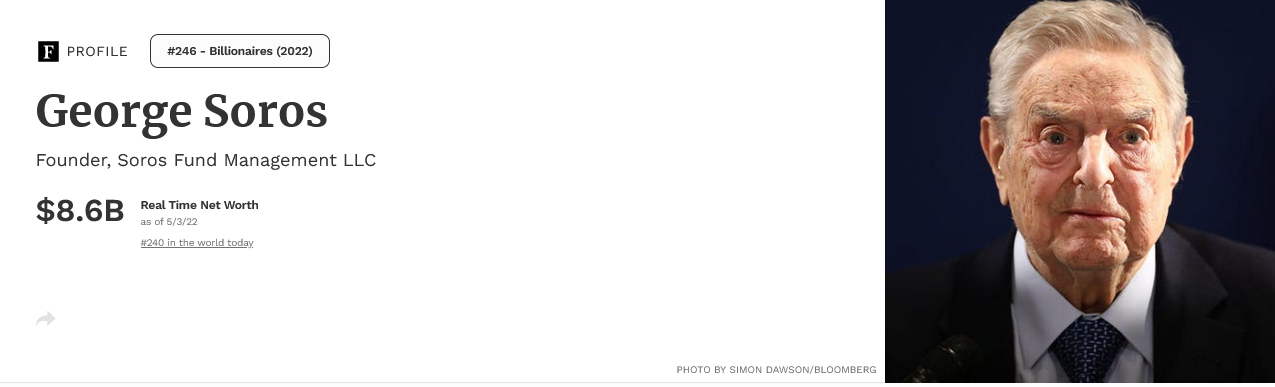 F PROFILE
#246 - Billionaires (2022)
George Soros
Founder, Soros Fund Management LLC
$8.6B
Real Time Net Worth
as of 5/3/22
#240 in the world today
PHOTO BY SIMON DAWSON/BLOOMBERG